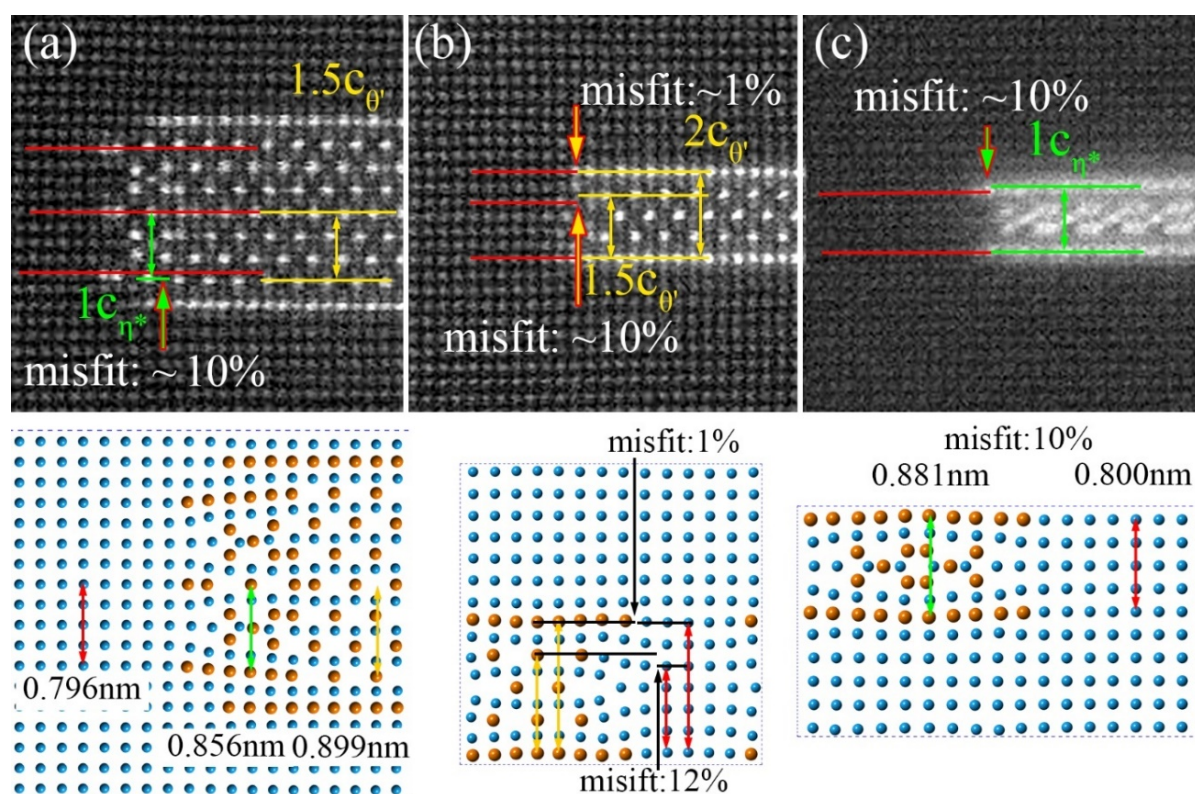 (a)
1.5cθ'
1cη*
misfit: ~ 10%
(b)
misfit:~1%
2cθ'
1.5cθ'
misfit: ~10%
(c)
misfit: ~10%
1cη*
0.796nm
0.856nm 0.899nm
misfit:1%
misift:12%
misfit:10%
0.881nm 0.800nm